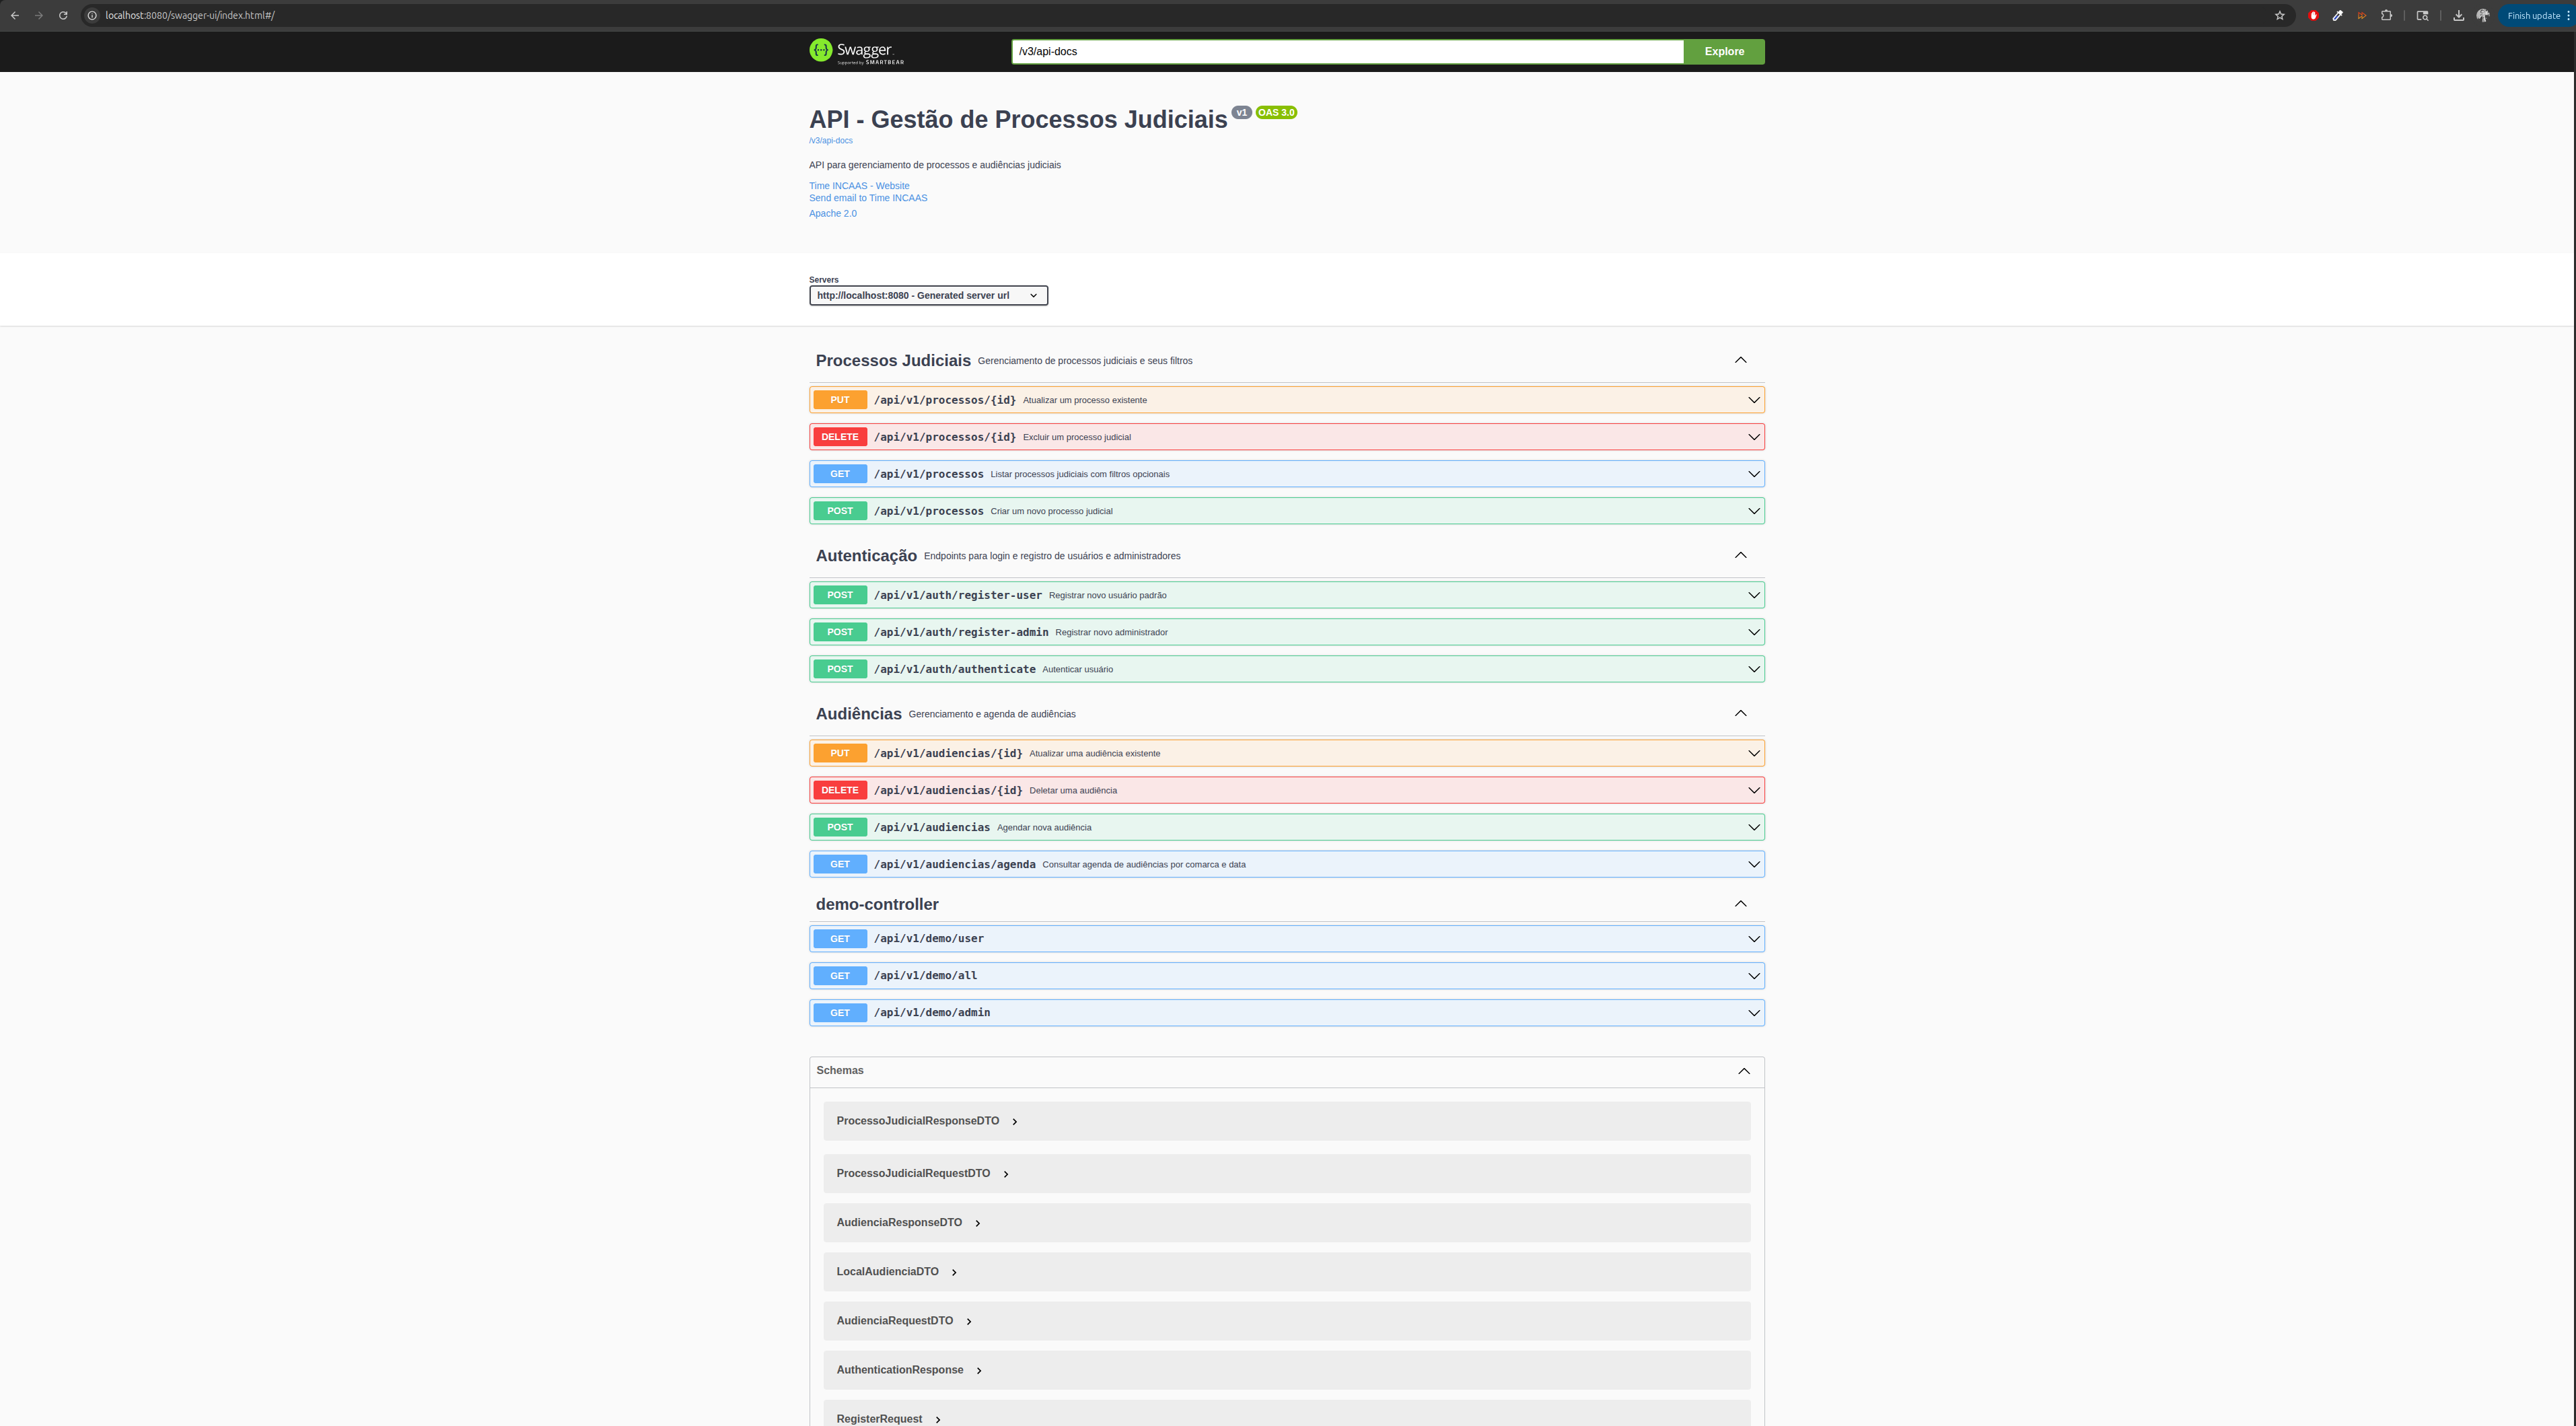 localhost:8080/swagger-ui/index.html#/
Finish update
Swagger.
Supported by SMARTBEAR
/v3/api-docs
Explore
API - Gestão de Processos Judiciais v1 OAS 3.0
/v3/api-docs
API para gerenciamento de processos e audiências judiciais
Time INCAAS - Website
Send email to Time INCAAS
Apache 2.0
Servers
http://localhost:8080 - Generated server url
Processos Judiciais Gerenciamento de processos judiciais e seus filtros
PUT /api/v1/processos/{id} Atualizar um processo existente
DELETE /api/v1/processos/{id} Excluir um processo judicial
GET /api/v1/processos Listar processos judiciais com filtros opcionais
POST /api/v1/processos Criar um novo processo judicial
Autenticação Endpoints para login e registro de usuários e administradores
POST /api/v1/auth/register-user Registrar novo usuário padrão
POST /api/v1/auth/register-admin Registrar novo administrador
POST /api/v1/auth/authenticate Autenticar usuário
Audiências Gerenciamento e agenda de audiências
PUT /api/v1/audiencias/{id} Atualizar uma audiência existente
DELETE /api/v1/audiencias/{id} Deletar uma audiência
POST /api/v1/audiencias Agendar nova audiência
GET /api/v1/audiencias/agenda Consultar agenda de audiências por comarca e data
demo-controller
GET /api/v1/demo/user
GET /api/v1/demo/all
GET /api/v1/demo/admin
Schemas
ProcessoJudicialResponseDTO
ProcessoJudicialRequestDTO
AudienciaResponseDTO
LocalAudienciaDTO
AudienciaRequestDTO
AuthenticationResponse
RegisterRequest